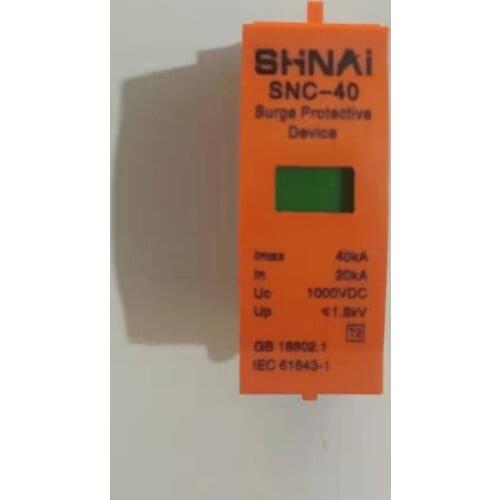 SHNAi
SNC-40
Surge Protective
Device
Imax 40kA
In 20kA
Uc 1000VDC
Up ≤1.8kV
T2
GB 18802.1
IEC 61643-1